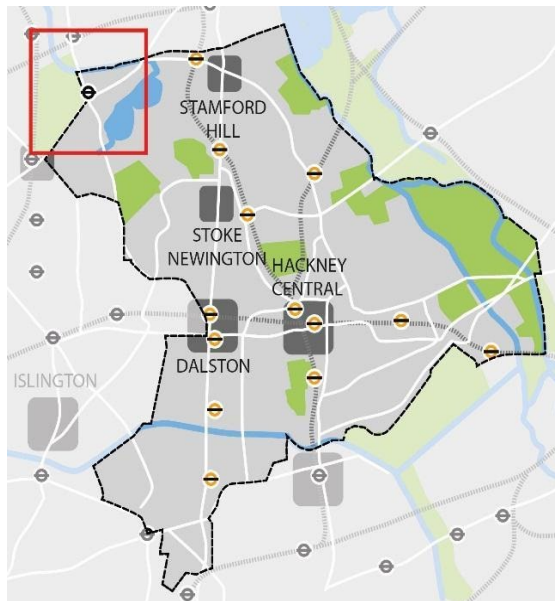 STAMFORD
HILL
STOKE
NEWINGTON
HACKNEY
CENTRAL
DALSTON
ISLINGTON